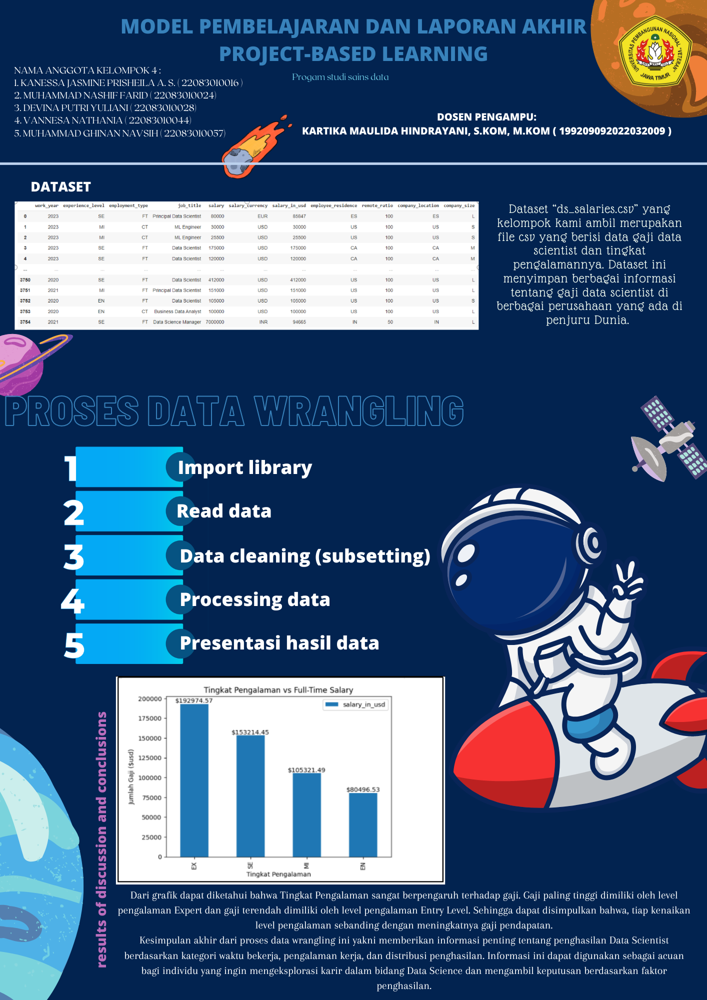 MODEL PEMBELAJARAN DAN LAPORAN AKHIR
PROJECT-BASED LEARNING
Progam studi sains data
UNIVERSITAS PEMBANGUNAN NASIONAL "VETERAN"
JAWA TIMUR
NAMA ANGGOTA KELOMPOK 4 :
1. KANESSA JASMINE PRISHEILA A. S. ( 22083010016 )
2. MUHAMMAD NASHIF FARID ( 22083010024)
3. DEVINA PUTRI YULIANI ( 22083010028)
4. VANNESA NATHANIA ( 22083010044)
5. MUHAMMAD GHINAN NAVSIH ( 22083010057)
DOSEN PENGAMPU:
KARTIKA MAULIDA HINDRAYANI, S.KOM, M.KOM ( 199209092022032009 )
DATASET
work_year experience_level employment_type job_title salary salary_currency salary_in_usd employee_residence remote_ratio company_location company_size
0 2023 SE FT Principal Data Scientist 80000 EUR 85847 ES 100 ES L
1 2023 MI CT ML Engineer 30000 USD 30000 US 100 US S
2 2023 MI CT ML Engineer 25500 USD 25500 US 100 US S
3 2023 SE FT Data Scientist 175000 USD 175000 CA 100 CA M
4 2023 SE FT Data Scientist 120000 USD 120000 CA 100 CA M
... ... ... ... ... ... ... ... ... ... ... ...
3750 2020 SE FT Data Scientist 412000 USD 412000 US 100 US L
3751 2021 MI FT Principal Data Scientist 151000 USD 151000 US 100 US L
3752 2020 EN FT Data Scientist 105000 USD 105000 US 100 US S
3753 2020 EN CT Business Data Analyst 100000 USD 100000 US 100 US L
3754 2021 SE FT Data Science Manager 7000000 INR 94665 IN 50 IN L
Dataset “ds_salaries.csv” yang
kelompok kami ambil merupakan
file csv yang berisi data gaji data
scientist dan tingkat
pengalamannya. Dataset ini
menyimpan berbagai informasi
tentang gaji data scientist di
berbagai perusahaan yang ada di
penjuru Dunia.
PROSES DATA WRANGLING
1 Import library
2 Read data
3 Data cleaning (subsetting)
4 Processing data
5 Presentasi hasil data
results of discussion and conclusions
Tingkat Pengalaman vs Full-Time Salary
salary_in_usd
Jumlah Gaji ($usd)
200000
175000
150000
125000
100000
75000
50000
25000
0
$192974.57
$153214.45
$105321.49
$80496.53
EX SE MI EN
Tingkat Pengalaman
Dari grafik dapat diketahui bahwa Tingkat Pengalaman sangat berpengaruh terhadap gaji. Gaji paling tinggi dimiliki oleh level
pengalaman Expert dan gaji terendah dimiliki oleh level pengalaman Entry Level. Sehingga dapat disimpulkan bahwa, tiap kenaikan
level pengalaman sebanding dengan meningkatnya gaji pendapatan.
Kesimpulan akhir dari proses data wrangling ini yakni memberikan informasi penting tentang penghasilan Data Scientist
berdasarkan kategori waktu bekerja, pengalaman kerja, dan distribusi penghasilan. Informasi ini dapat digunakan sebagai acuan
bagi individu yang ingin mengeksplorasi karir dalam bidang Data Science dan mengambil keputusan berdasarkan faktor
penghasilan.